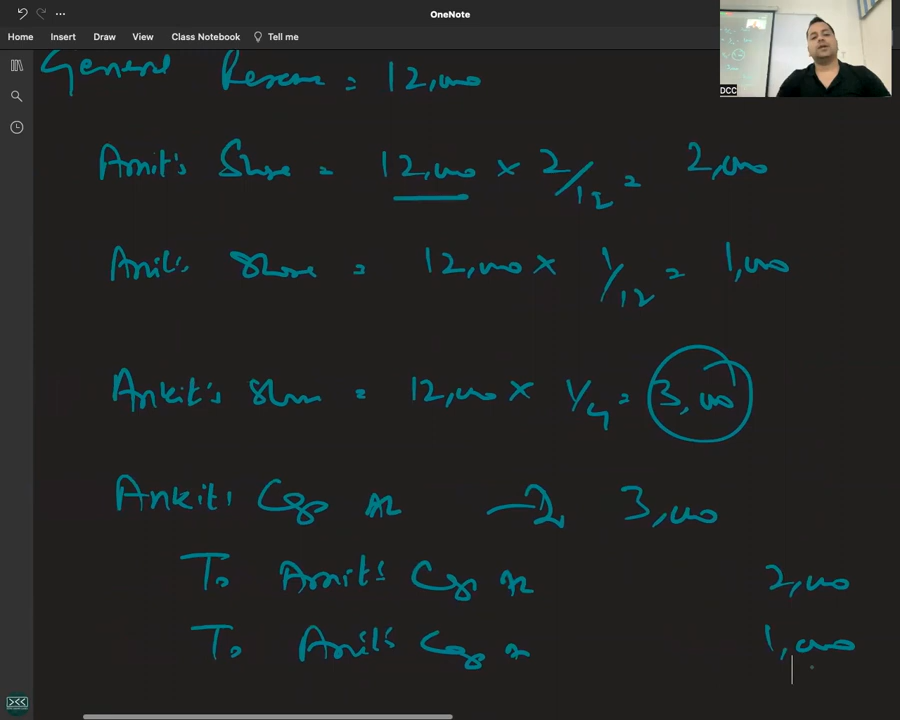 OneNote
Home Insert Draw View Class Notebook Tell me
DCC
General Reserve = 12,000
Amit's Share = 12,000 × 2/12 = 2,000
Anil's Share = 12,000 × 1/12 = 1,000
Ankit's Share = 12,000 × 1/4 = 3,000
Ankit's Cap A/c Dr 3,000
To Amit's Cap A/c 2,000
To Anil's Cap A/c 1,000